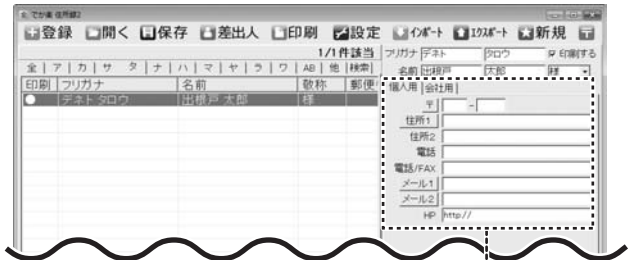 でか楽 住所録2
登録 開く 保存 差出人 印刷 設定 インポート エクスポート 新規
1/1件該当
フリガナ デネト タロウ 印刷する
全 ア カ サ タ ナ ハ マ ヤ ラ ワ AB 他 検索
名前 出根戸 太郎 様
印刷 フリガナ 名前 敬称 郵便
個人用 会社用
デネト タロウ 出根戸 太郎 様
〒 -
住所1
住所2
電話
電話/FAX
メール1
メール2
HP http://